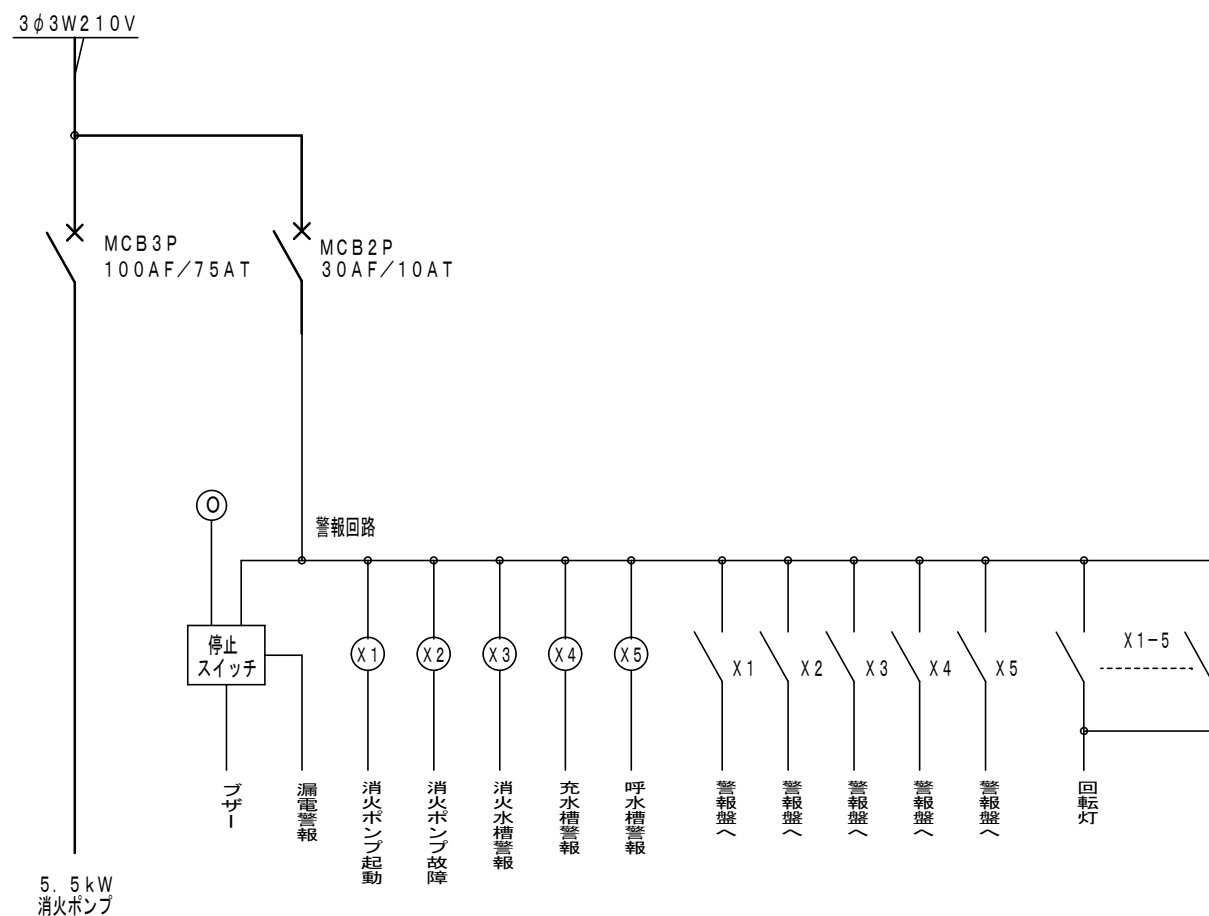 3φ3W210V
MCB3P
100AF/75AT
MCB2P
30AF/10AT
O
警報回路
停止
スイッチ
X1
X2
X3
X4
X5
X1
X2
X3
X4
X5
X1-5
ブザー
漏電警報
消火ポンプ起動
消火ポンプ故障
消火水槽警報
充水槽警報
呼水槽警報
警報盤へ
警報盤へ
警報盤へ
警報盤へ
警報盤へ
回転灯
5.5kW
消火ポンプ